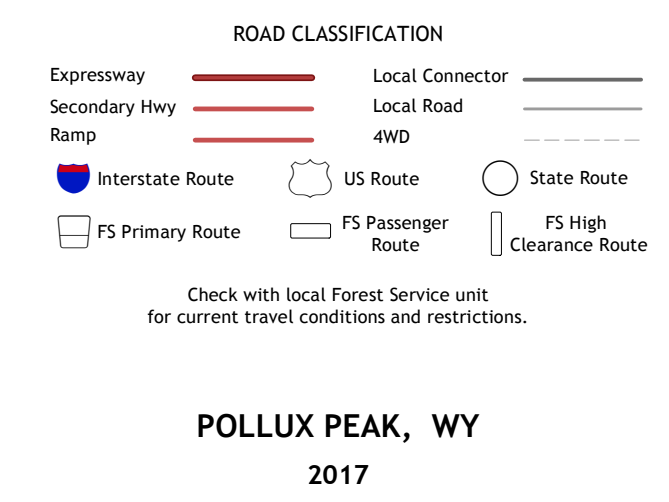 ROAD CLASSIFICATION
Expressway
Local Connector
Secondary Hwy
Local Road
Ramp
4WD
Interstate Route
US Route
State Route
FS Primary Route
FS Passenger
Route
FS High
Clearance Route
Check with local Forest Service unit
for current travel conditions and restrictions.
POLLUX PEAK, WY
2017